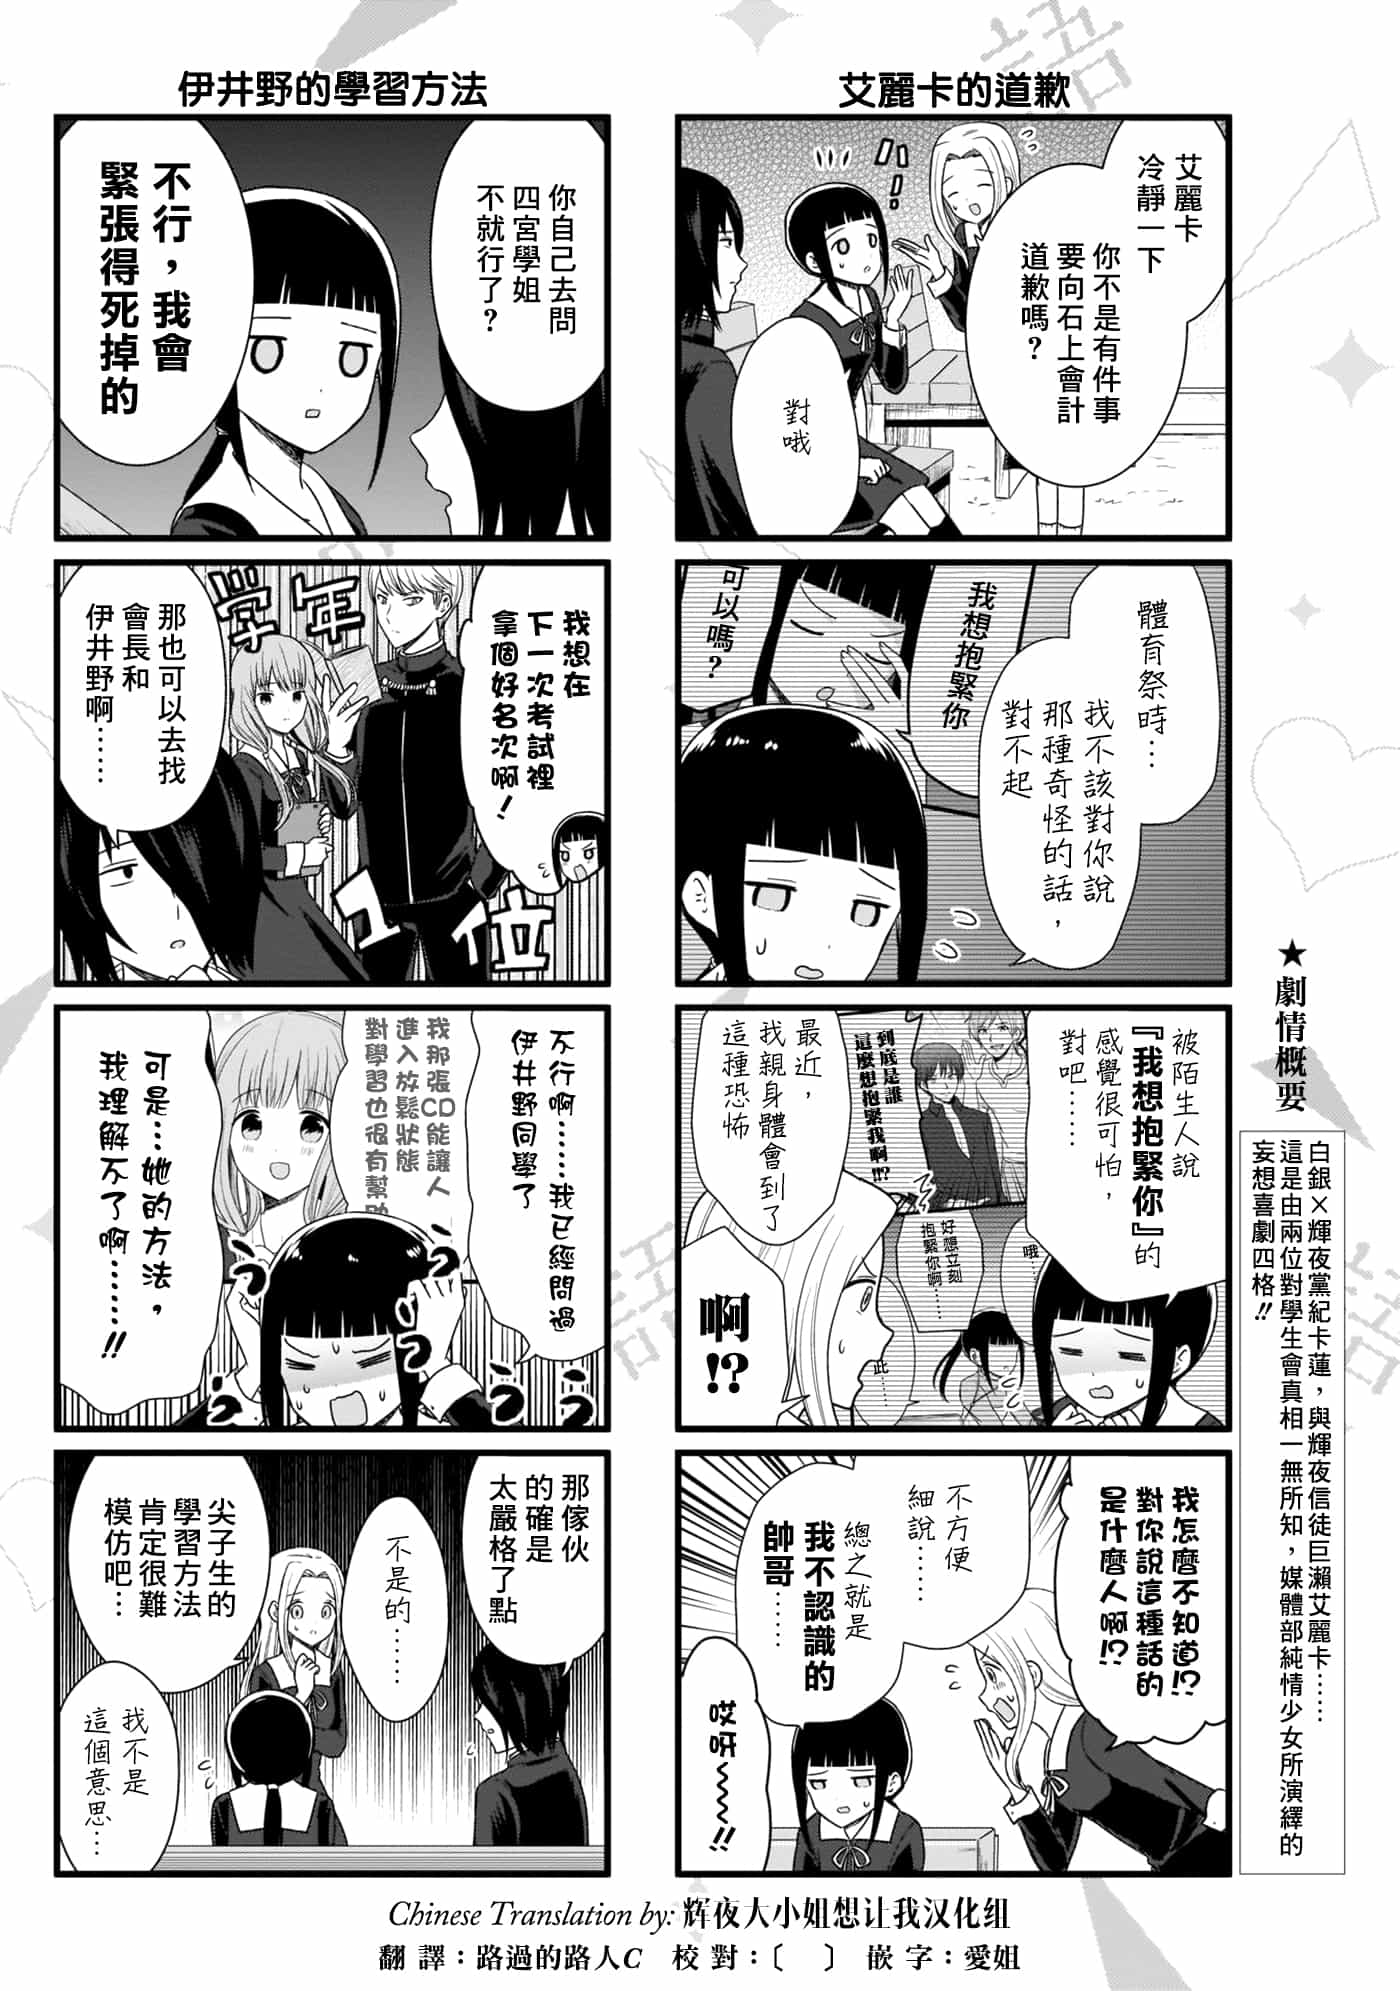 艾麗卡的道歉
艾麗卡
冷靜一下
你不是有件事
要向石上會計
道歉嗎？
對哦
體育祭時…
我不該對你說
那種奇怪的話，
對不起
我想抱緊你
可以嗎？
被陌生人說
『我想抱緊你』的
感覺很可怕，
對吧……
哦……
到底是誰
這麼想抱緊我啊!!?
好想立刻
抱緊你啊……
此……
最近，
我親身體會到了
這種恐怖
啊!?
我怎麼不知道!?
對你說這種話的
是什麼人啊!?
不方便
細說……
總之就是
我不認識的
帥哥……
哎呀~~~~!!
伊井野的學習方法
你自己去問
四宮學姐
不就行了？
不行，我會
緊張得死掉的
我想在
下一次考試裡
拿個好名次啊！
学年
1位
那也可以去找
會長和
伊井野啊……
不行啊……我已經問過
伊井野同學了
我那張CD能讓人
進入放鬆狀態
對學習也很有幫助
可是…她的方法，
我理解不了啊……!!
那傢伙
的確是
太嚴格了點
不是的……
尖子生的
學習方法
肯定很難
模仿吧…
我不是
這個意思…
★劇情概要
白銀×輝夜黨紀卡蓮，與輝夜信徒巨瀨艾麗卡……
這是由兩位對學生會真相一無所知，媒體部純情少女所演繹的
妄想喜劇四格!!
Chinese Translation by: 辉夜大小姐想让我汉化组
翻譯：路過的路人C 校對：〔 〕 嵌字：愛姐
語
語